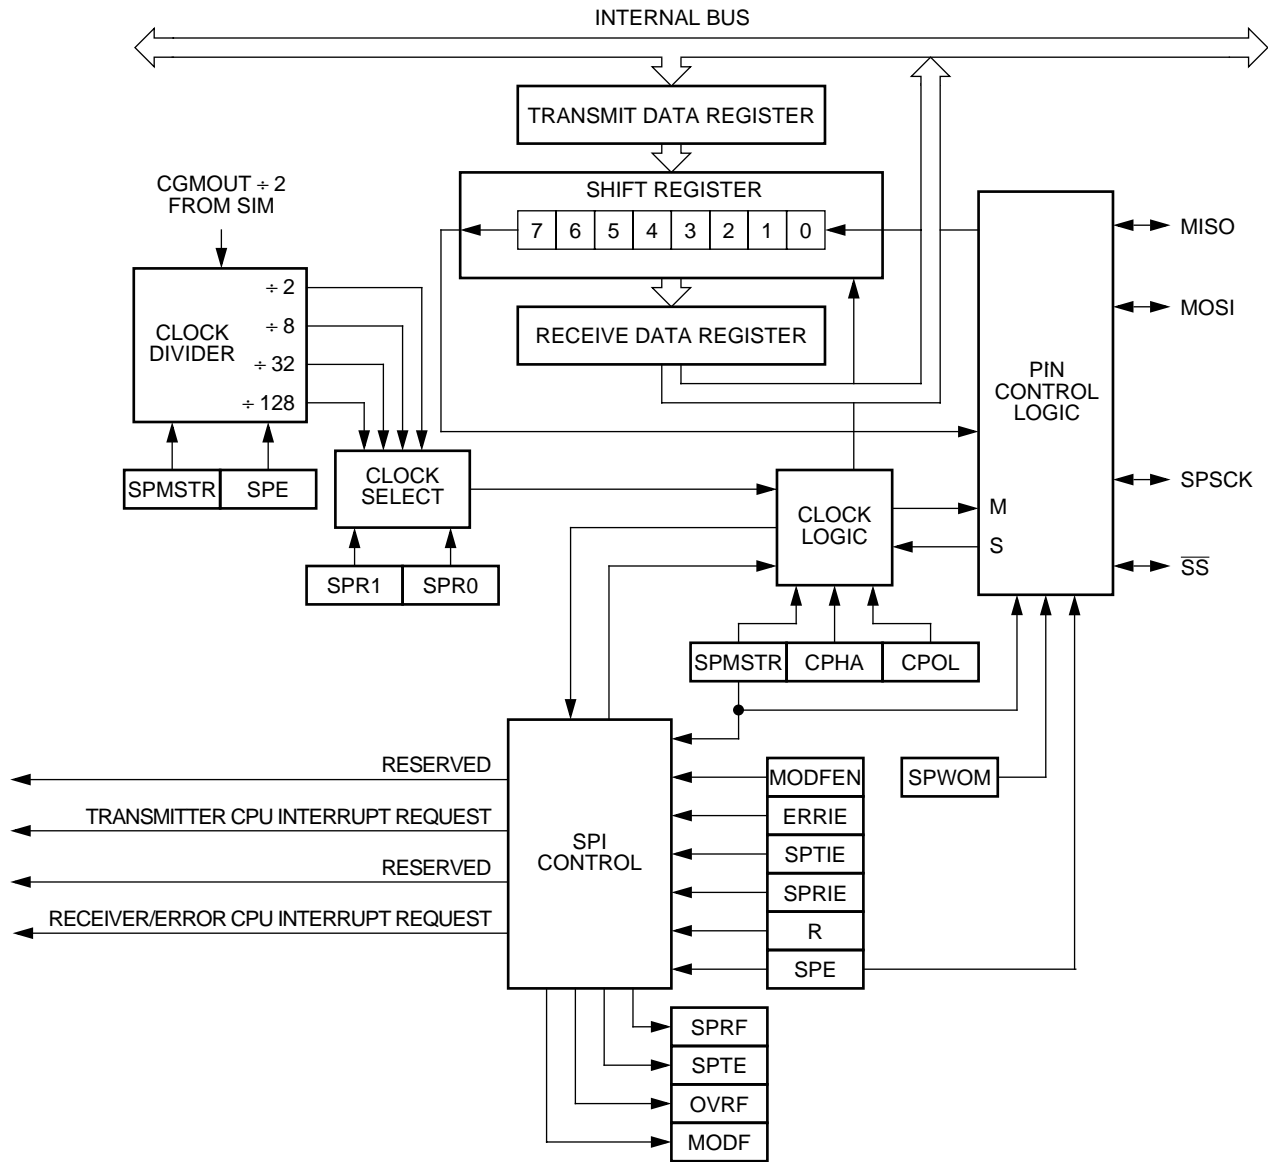 INTERNAL BUS
TRANSMIT DATA REGISTER
CGMOUT ÷ 2
FROM SIM
SHIFT REGISTER
7 6 5 4 3 2 1 0
MISO
÷ 2
÷ 8
÷ 32
÷ 128
CLOCK
DIVIDER
RECEIVE DATA REGISTER
MOSI
PIN
CONTROL
LOGIC
SPMSTR SPE
CLOCK
SELECT
SPSCK
M
S
CLOCK
LOGIC
SS
SPR1 SPR0
SPMSTR CPHA CPOL
RESERVED
TRANSMITTER CPU INTERRUPT REQUEST
RESERVED
RECEIVER/ERROR CPU INTERRUPT REQUEST
SPI
CONTROL
MODFEN
ERRIE
SPTIE
SPRIE
R
SPE
SPWOM
SPRF
SPTE
OVRF
MODF